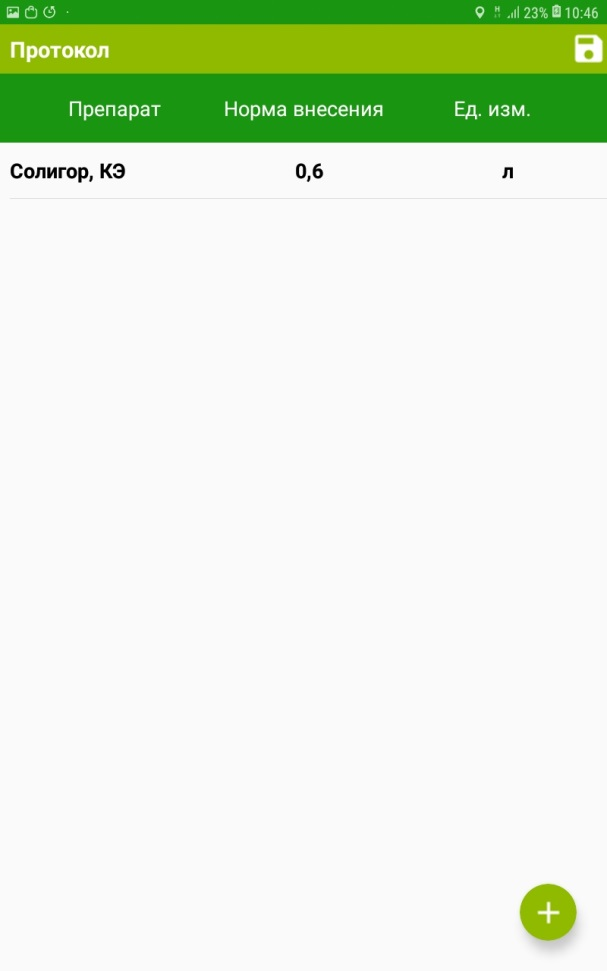 23% 10:46
Протокол
Препарат Норма внесения Ед. изм.
Солигор, КЭ 0,6 л